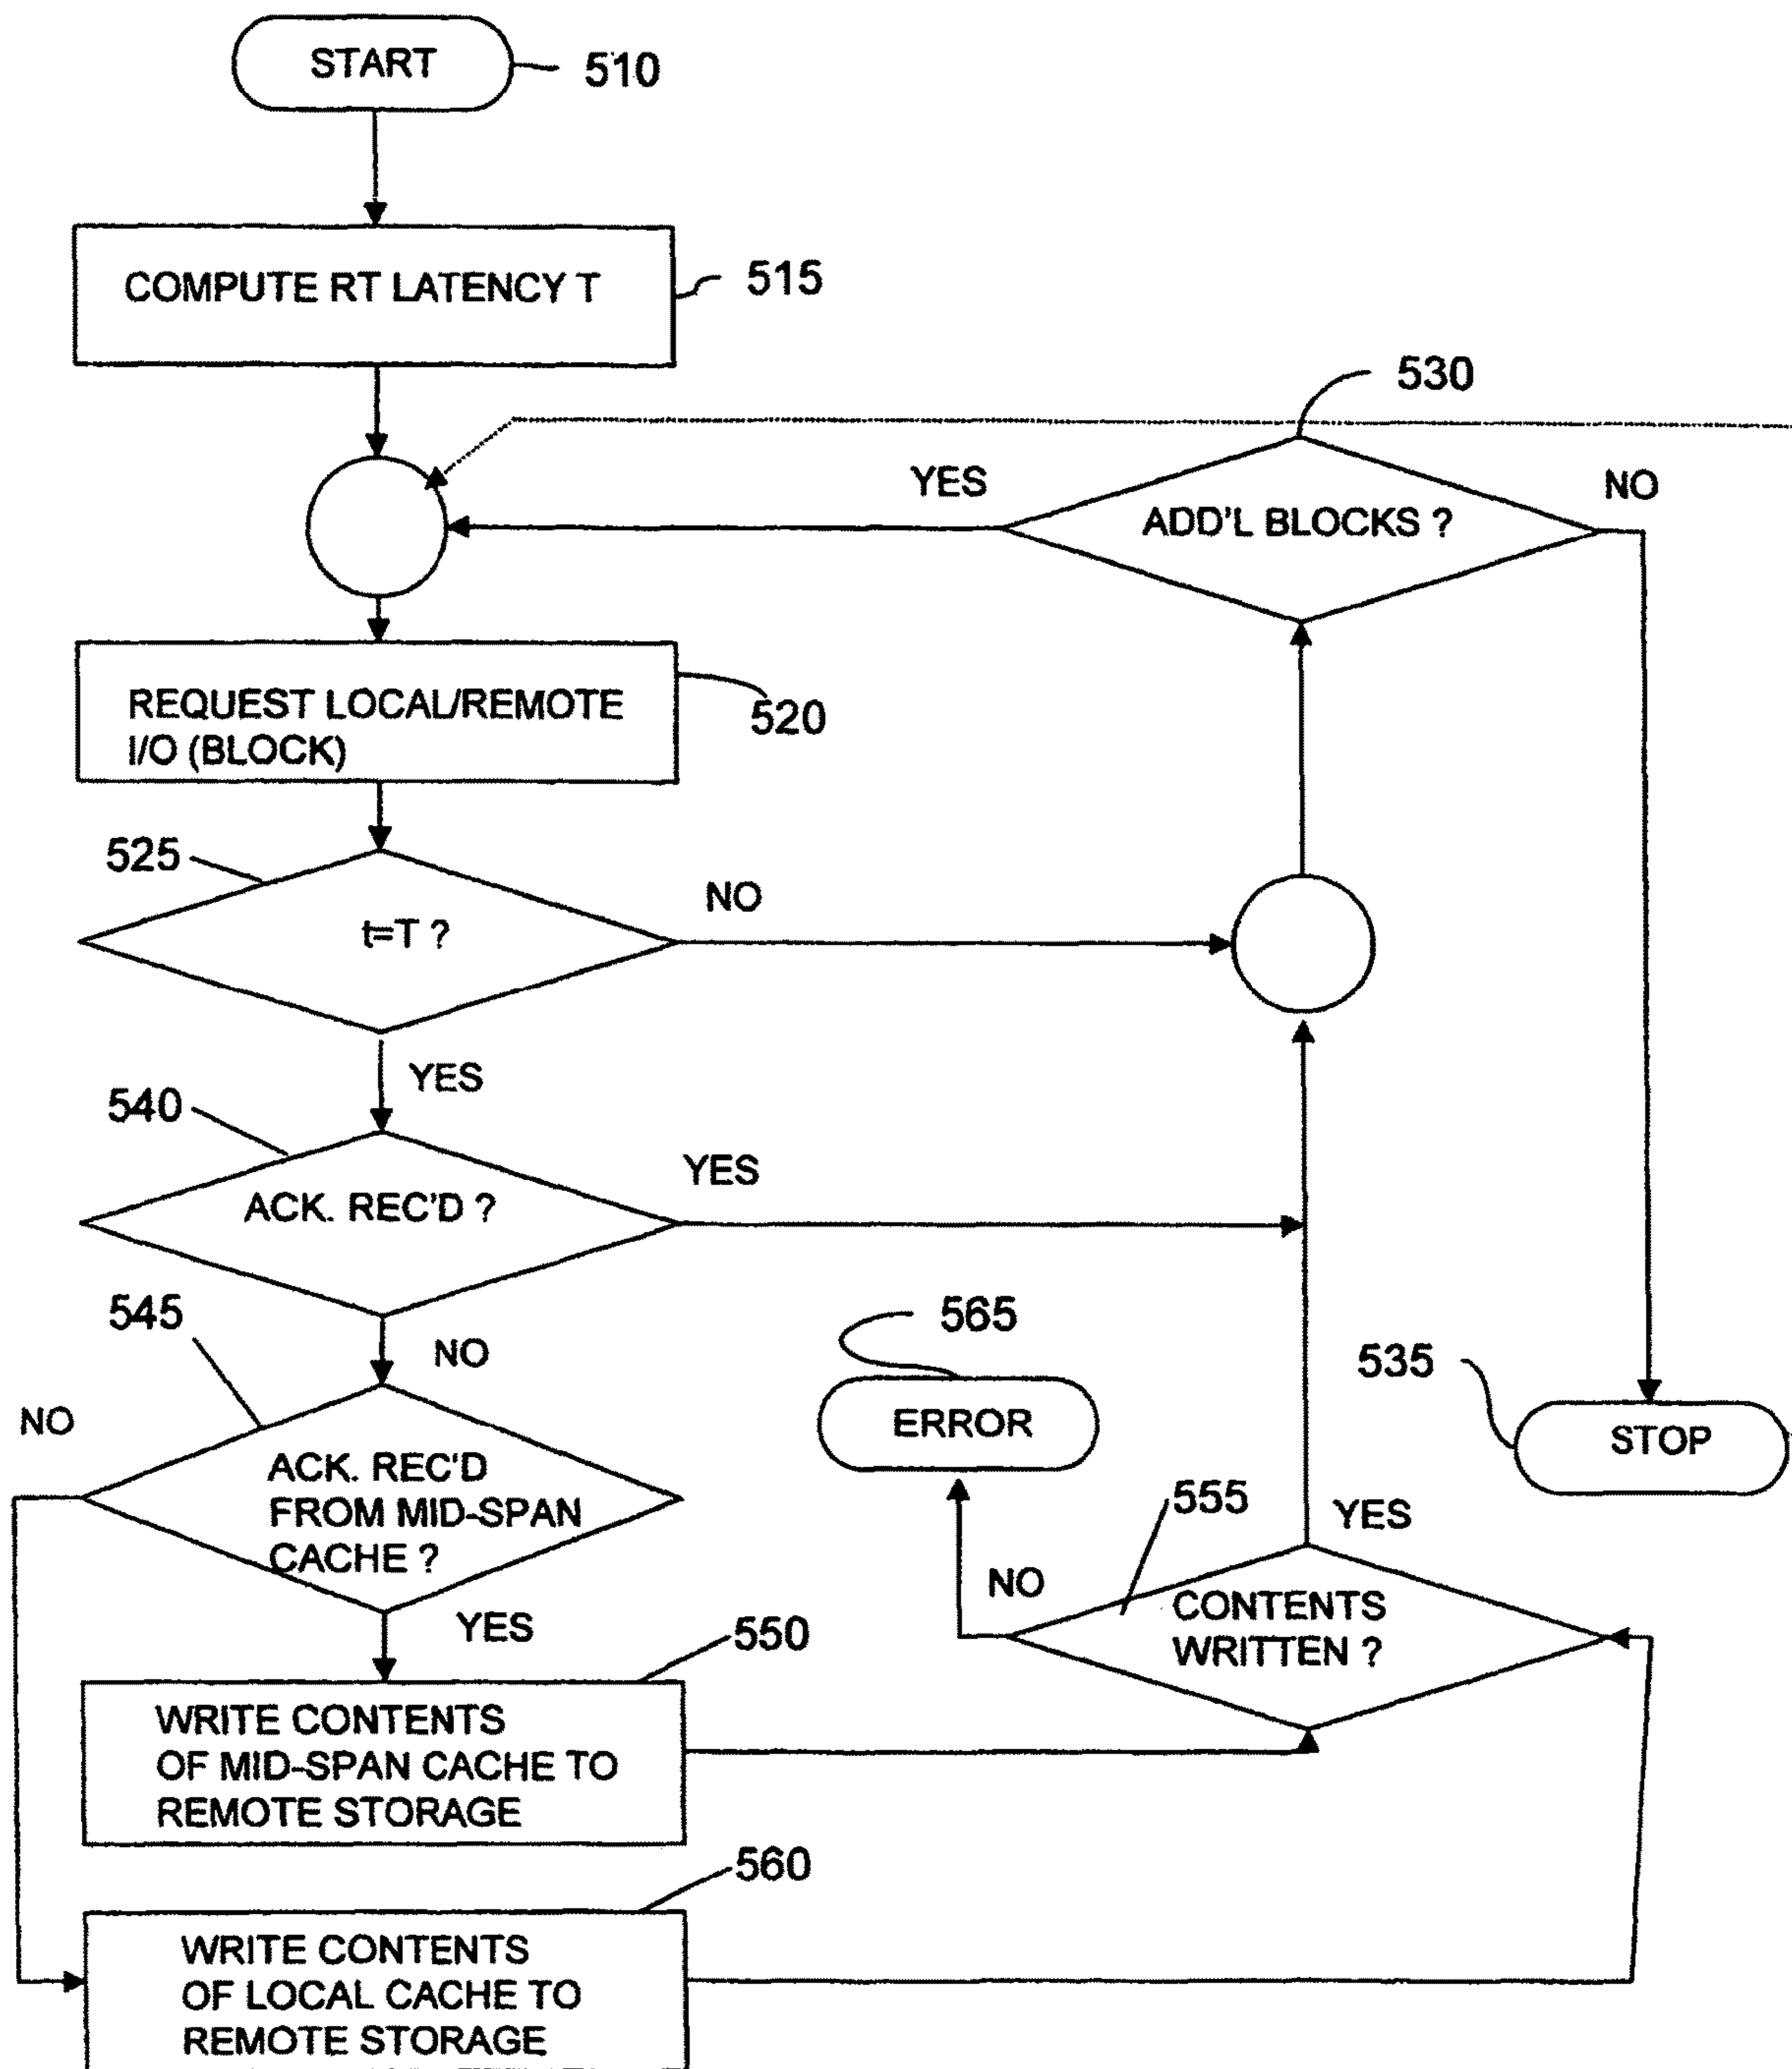 START
510
COMPUTE RT LATENCY T
515
530
YES
NO
ADD'L BLOCKS ?
REQUEST LOCAL/REMOTE
I/O (BLOCK)
520
525
NO
t=T ?
YES
540
YES
ACK. REC'D ?
545
NO
565
535
NO
ERROR
STOP
ACK. REC'D
FROM MID-SPAN
CACHE ?
555
YES
NO
CONTENTS
WRITTEN ?
YES
550
WRITE CONTENTS
OF MID-SPAN CACHE TO
REMOTE STORAGE
560
WRITE CONTENTS
OF LOCAL CACHE TO
REMOTE STORAGE